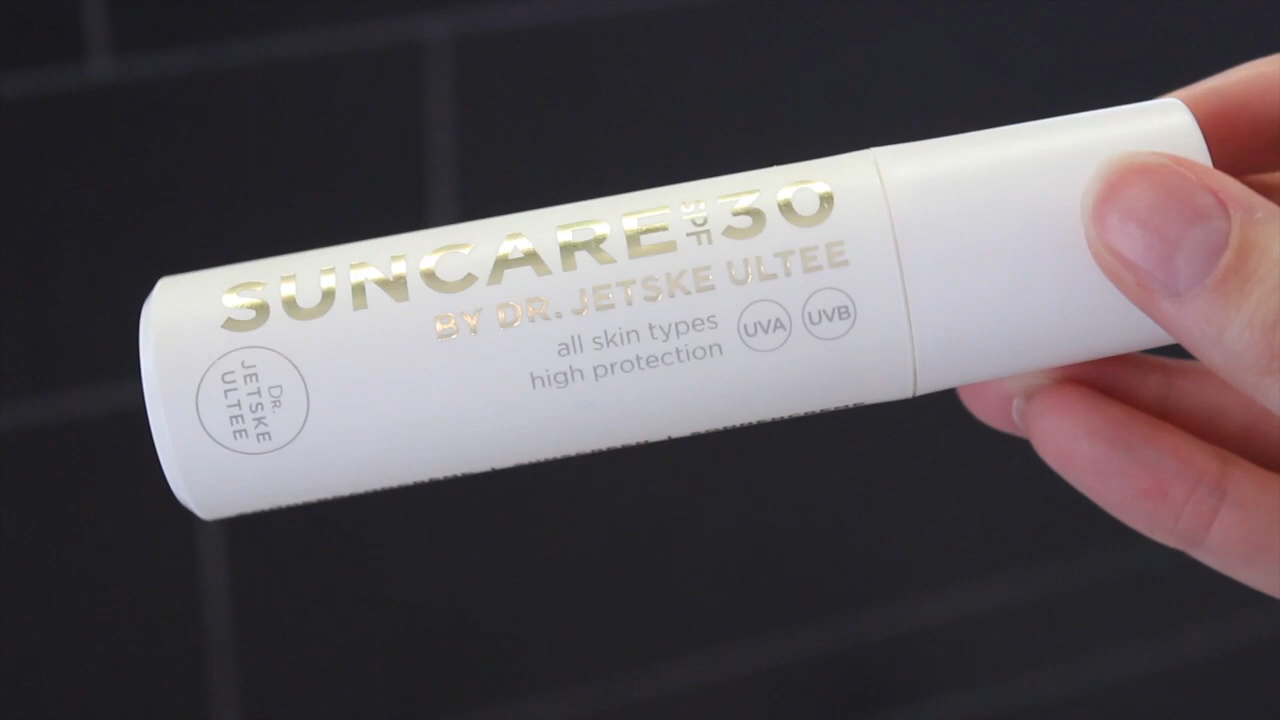 SUNCARE SPF 30
BY DR. JETSKE ULTEE
all skin types
high protection
UVA UVB
DR.
JETSKE
ULTEE